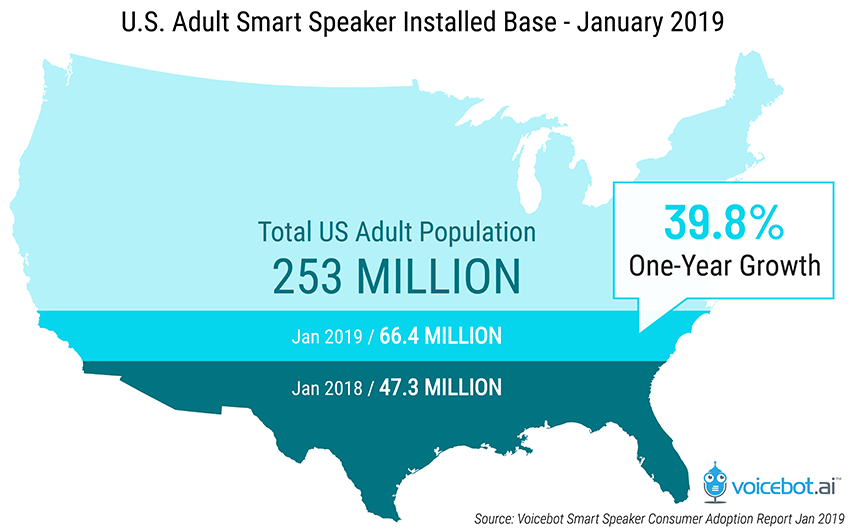 U.S. Adult Smart Speaker Installed Base - January 2019
Total US Adult Population
253 MILLION
39.8%
One-Year Growth
Jan 2019 / 66.4 MILLION
Jan 2018 / 47.3 MILLION
voicebot.ai™
Source: Voicebot Smart Speaker Consumer Adoption Report Jan 2019